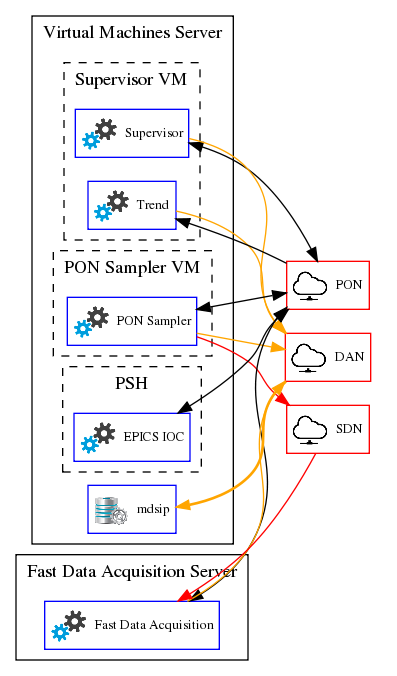 Virtual Machines Server
Supervisor VM
Supervisor
Trend
PON
PON Sampler VM
PON Sampler
DAN
PSH
SDN
EPICS IOC
mdsip
Fast Data Acquisition Server
Fast Data Acquisition